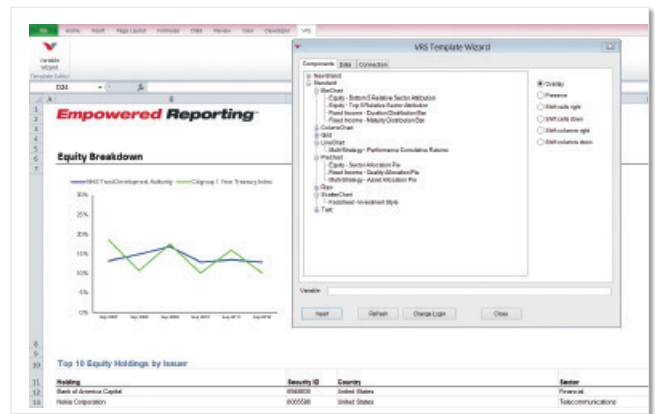 Home Insert Page Layout Formulas Data Review View Developer VRS
Variable
Wizard
Template Editor
D24
Empowered Reporting
Equity Breakdown
Citigroup 1 Year Treasury Index
30%
25%
20%
15%
10%
5%
0%
Top 10 Equity Holdings by Issuer
Holding Security ID Country Sector
Bank of America Capital United States Financial
Nokia Corporation United States Telecommunications
VRS Template Wizard
Components Data Connection
Standard
BarChart
Equity - Bottom 5 Relative Sector Attribution
Equity - Top 5 Relative Sector Attribution
Fixed Income - Duration Distribution Bar
Fixed Income - Maturity Distribution Bar
ColumnChart
Grid
LineChart
Multi-Strategy - Performance Cumulative Returns
PieChart
Equity - Sector Allocation Pie
Fixed Income - Quality Allocation Pie
Multi-Strategy - Asset Allocation Pie
ScatterChart
Factsheet - Investment Style
Text
Overlay
Preserve
Shift cells right
Shift cells down
Shift columns right
Shift columns down
Variable
Insert Refresh Change Login Close